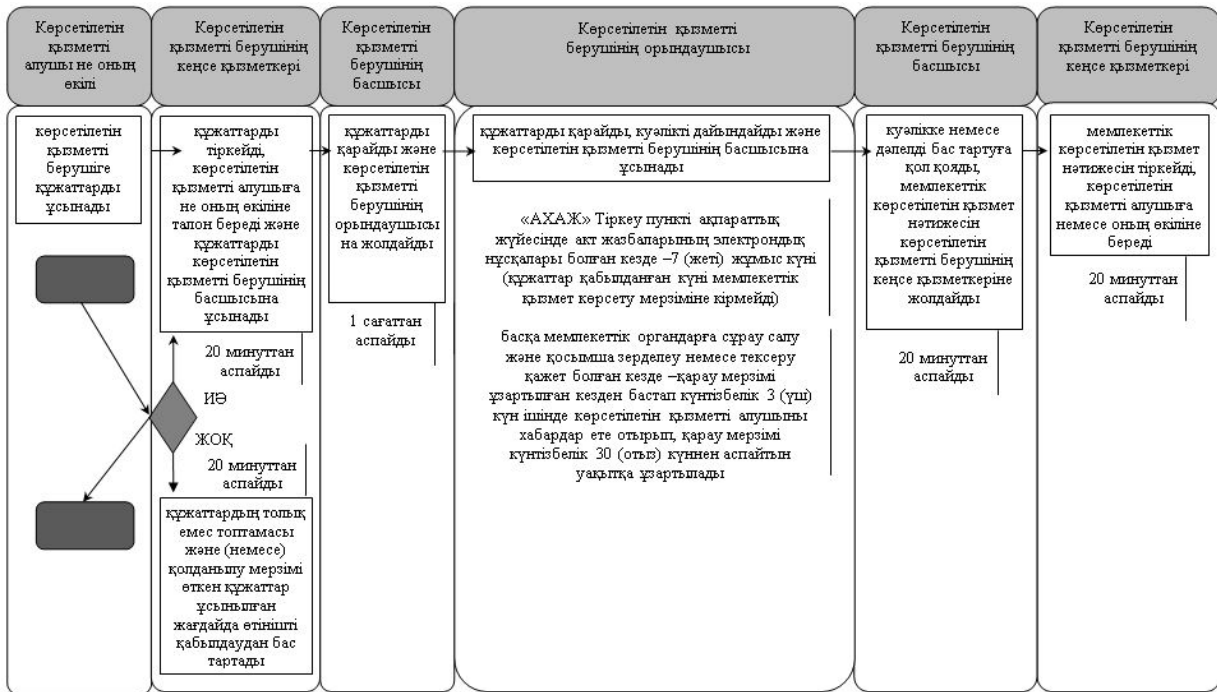 Көрсетілетін
қызметті
алушы не оның
өкілі
Көрсетілетін
қызметті берушінің
кеңсе қызметкері
Көрсетілетін
қызметті
берушінің
басшысы
Көрсетілетін қызметті
берушінің орындаушысы
Көрсетілетін
қызметті берушінің
басшысы
Көрсетілетін
қызметті берушінің
кеңсе қызметкері
көрсетілетін
қызметті
берушіге
құжаттарды
ұсынады
құжаттарды
тіркейді,
көрсетілетін
қызметті алушыға
не оның өкіліне
талон береді және
құжаттарды
көрсетілетін
қызметті берушінің
басшысына
ұсынады
20 минуттан
аспайды
ИӘ
ЖОҚ
20 минуттан
аспайды
құжаттардың толық
емес топтамасы
және (немесе)
қолданылу мерзімі
өткен құжаттар
ұсынылған
жағдайда өтінішті
қабылдаудан бас
тартады
құжаттарды
қарайды және
көрсетілетін
қызметті
берушінің
орындаушысы
на жолдайды
1 сағаттан
аспайды
құжаттарды қарайды, куәлікті дайындайды және
көрсетілетін қызметті берушінің басшысына
ұсынады
«АХАЖ» Тіркеу пункті ақпараттық
жүйесінде акт жазбаларының электрондық
нұсқалары болған кезде –7 (жеті) жұмыс күні
(құжаттар қабылданған күні мемлекеттік
қызмет көрсету мерзіміне кірмейді)
басқа мемлекеттік органдарға сұрау салу
және қосымша зерделеу немесе тексеру
қажет болған кезде –қарау мерзімі
ұзартылған кезден бастап күнтізбелік 3 (үш)
күн ішінде көрсетілетін қызметті алушыны
хабардар ете отырып, қарау мерзімі
күнтізбелік 30 (отыз) күннен аспайтын
уақытқа ұзартылады
куәлікке немесе
дәлелді бас тартуға
қол қояды,
мемлекеттік
көрсетілетін қызмет
нәтижесін
көрсетілетін
қызметті берушінің
кеңсе қызметкеріне
жолдайды
20 минуттан
аспайды
мемлекеттік
көрсетілетін қызмет
нәтижесін тіркейді,
көрсетілетін
қызметті алушыға
немесе оның өкіліне
береді
20 минуттан
аспайды